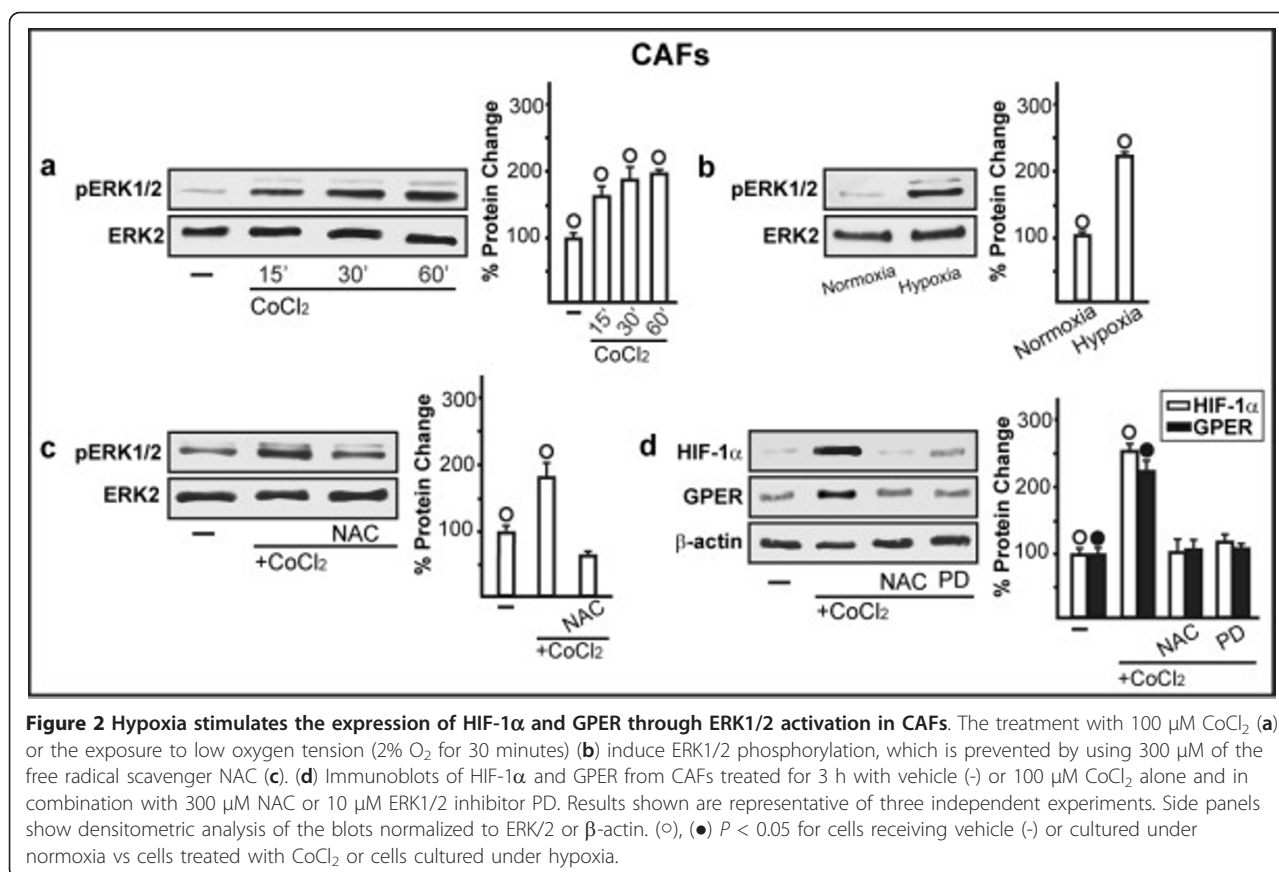 CAFs
a
pERK1/2
ERK2
— 15' 30' 60'
CoCl₂
% Protein Change
300
200
100
— 15' 30' 60'
CoCl₂
b
pERK1/2
ERK2
Normoxia Hypoxia
% Protein Change
300
200
100
Normoxia
Hypoxia
c
pERK1/2
ERK2
— NAC
+CoCl₂
% Protein Change
300
200
100
— NAC
+CoCl₂
d
HIF-1α
GPER
β-actin
— NAC PD
+CoCl₂
% Protein Change
300
200
100
HIF-1α
GPER
— NAC PD
+CoCl₂
Figure 2 Hypoxia stimulates the expression of HIF-1α and GPER through ERK1/2 activation in CAFs. The treatment with 100 μM CoCl₂ (a)
or the exposure to low oxygen tension (2% O₂ for 30 minutes) (b) induce ERK1/2 phosphorylation, which is prevented by using 300 μM of the
free radical scavenger NAC (c). (d) Immunoblots of HIF-1α and GPER from CAFs treated for 3 h with vehicle (-) or 100 μM CoCl₂ alone and in
combination with 300 μM NAC or 10 μM ERK1/2 inhibitor PD. Results shown are representative of three independent experiments. Side panels
show densitometric analysis of the blots normalized to ERK/2 or β-actin. (○), (●) P < 0.05 for cells receiving vehicle (-) or cultured under
normoxia vs cells treated with CoCl₂ or cells cultured under hypoxia.